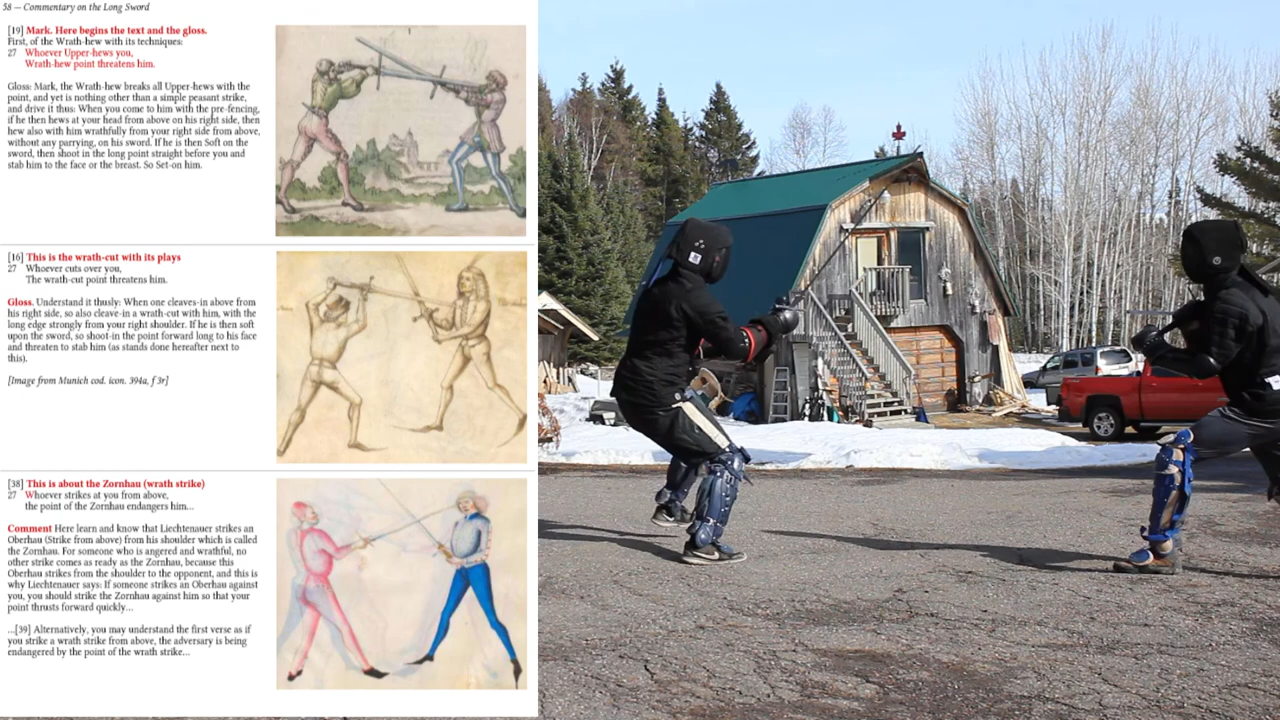 58 — Commentary on the Long Sword
[19] Mark. Here begins the text and the gloss.
First, of the Wrath-hew with its techniques:
27 Whoever Upper-hews you,
Wrath-hew point threatens him.
Gloss: Mark, the Wrath-hew breaks all Upper-hews with the
point, and yet is nothing other than a simple peasant strike,
and drive it thus: When you come to him with the pre-fencing,
if he then hews at your head from above on his right side, then
hew also with him wrathfully from your right side from above,
without any parrying, on his sword. If he is then Soft on the
sword, then shoot in the long point straight before you and
stab him to the face or the breast. So Set-on him.
[16] This is the wrath-cut with its plays
27 Whoever cuts over you,
The wrath-cut point threatens him.
Gloss. Understand it thusly: When one cleaves-in above from
his right side, so also cleave-in a wrath-cut with him, with
the long edge strongly from your right shoulder. If he is then soft
upon the sword, so shoot-in the point forward long to his face
and threaten to stab him (as stands done hereafter next to
this).
[Image from Munich cod. icon. 394a, f 3r]
[38] This is about the Zornhau (wrath strike)
27 Whoever strikes at you from above,
the point of the Zornhau endangers him...
Comment Here learn and know that Liechtenauer strikes an
Oberhau (Strike from above) from his shoulder which is called
the Zornhau. For someone who is angered and wrathful, no
other strike comes as ready as the Zornhau, because this
Oberhau strikes from the shoulder to the opponent, and this is
why Liechtenauer says: If someone strikes an Oberhau against
you, you should strike the Zornhau against him so that your
point thrusts forward quickly...
...[39] Alternatively, you may understand the first verse as if
you strike a wrath strike from above, the adversary is being
endangered by the point of the wrath strike...